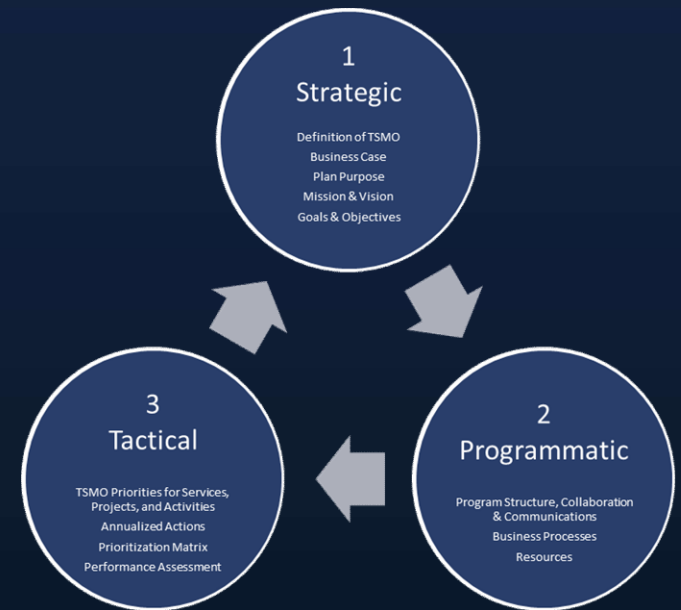 1
Strategic
Definition of TSMO
Business Case
Plan Purpose
Mission & Vision
Goals & Objectives
2
Programmatic
Program Structure, Collaboration
& Communications
Business Processes
Resources
3
Tactical
TSMO Priorities for Services,
Projects, and Activities
Annualized Actions
Prioritization Matrix
Performance Assessment